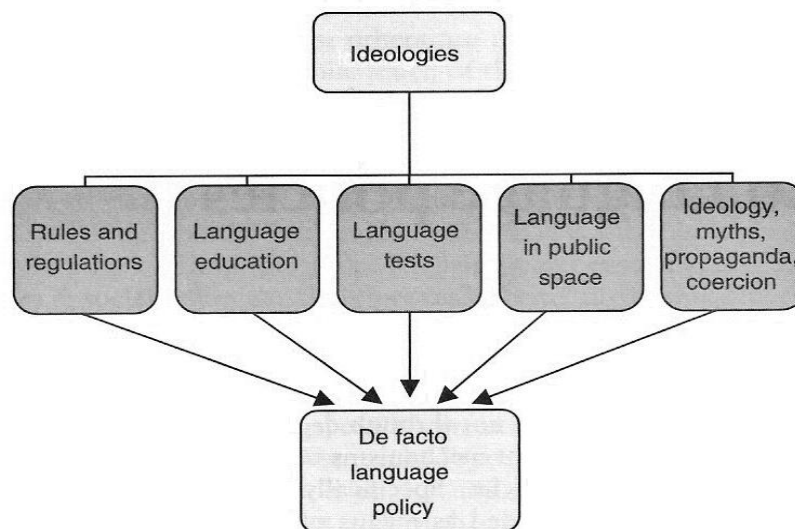 Ideologies
Rules and
regulations
Language
education
Language
tests
Language
in public
space
Ideology,
myths,
propaganda,
coercion
De facto
language
policy